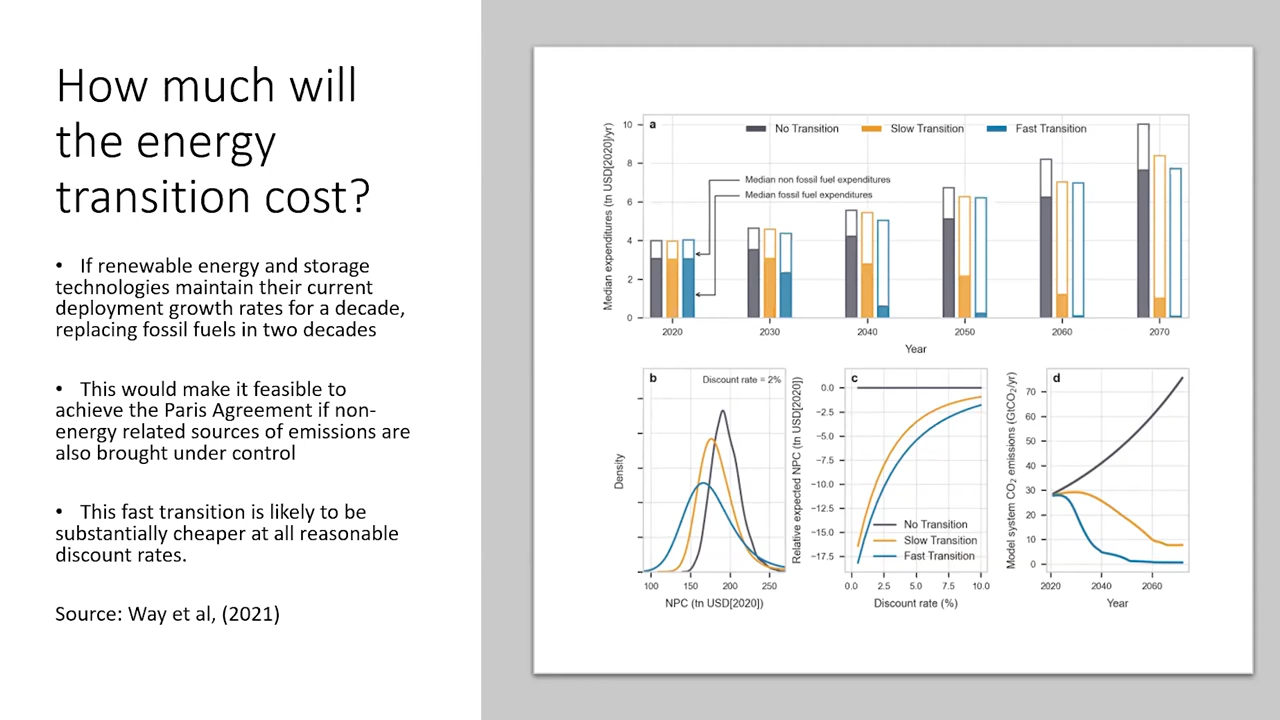 How much will
the energy
transition cost?
• If renewable energy and storage
technologies maintain their current
deployment growth rates for a decade,
replacing fossil fuels in two decades
• This would make it feasible to
achieve the Paris Agreement if non-
energy related sources of emissions are
also brought under control
• This fast transition is likely to be
substantially cheaper at all reasonable
discount rates.
Source: Way et al, (2021)
a
No Transition Slow Transition Fast Transition
Median non fossil fuel expenditures
Median fossil fuel expenditures
Median expenditures (tn USD[2020]/yr)
10
8
6
4
2
0
2020 2030 2040 2050 2060 2070
Year
b
Discount rate = 2%
Density
100 150 200 250
NPC (tn USD[2020])
c
Relative expected NPC (tn USD[2020])
0.0
−2.5
−5.0
−7.5
−10.0
−12.5
−15.0
−17.5
No Transition
Slow Transition
Fast Transition
0.0 2.5 5.0 7.5 10.0
Discount rate (%)
d
Model system CO₂ emissions (GtCO₂/yr)
70
60
50
40
30
20
10
0
2020 2040 2060
Year